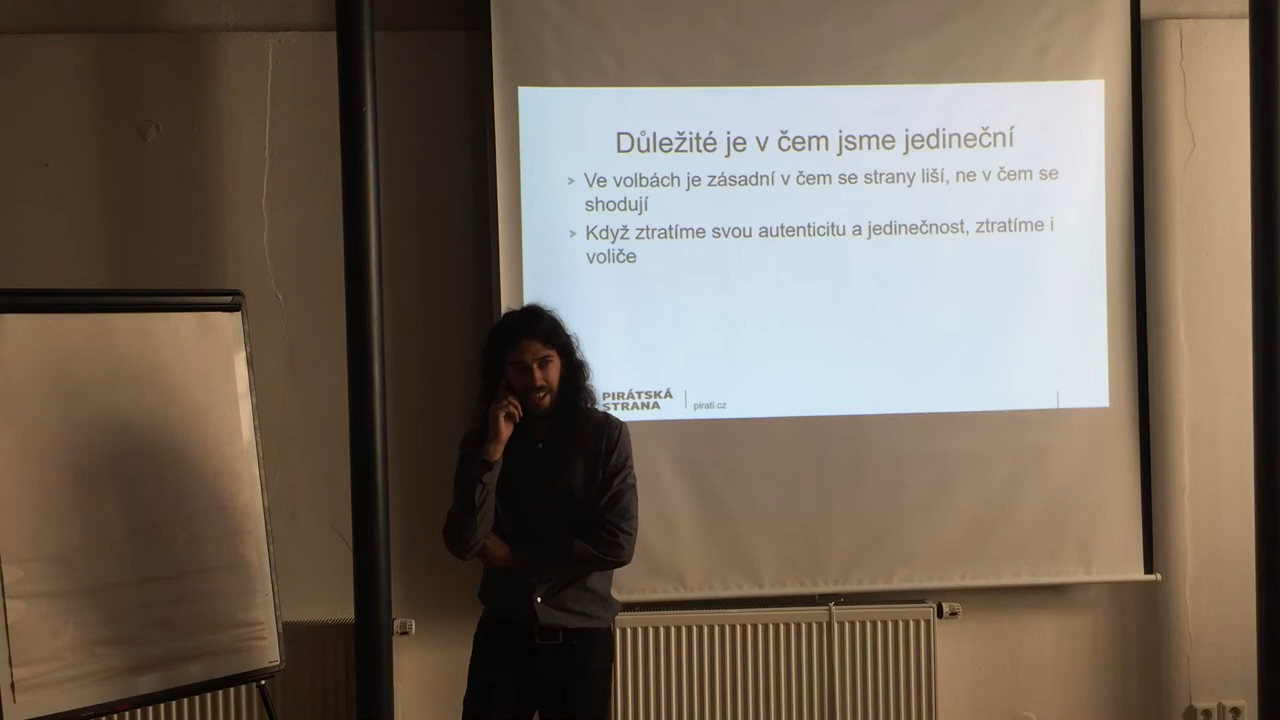 Důležité je v čem jsme jedineční
Ve volbách je zásadní v čem se strany liší, ne v čem se
shodují
Když ztratíme svou autenticitu a jedinečnost, ztratíme i
voliče
PIRÁTSKÁ
STRANA
pirati.cz